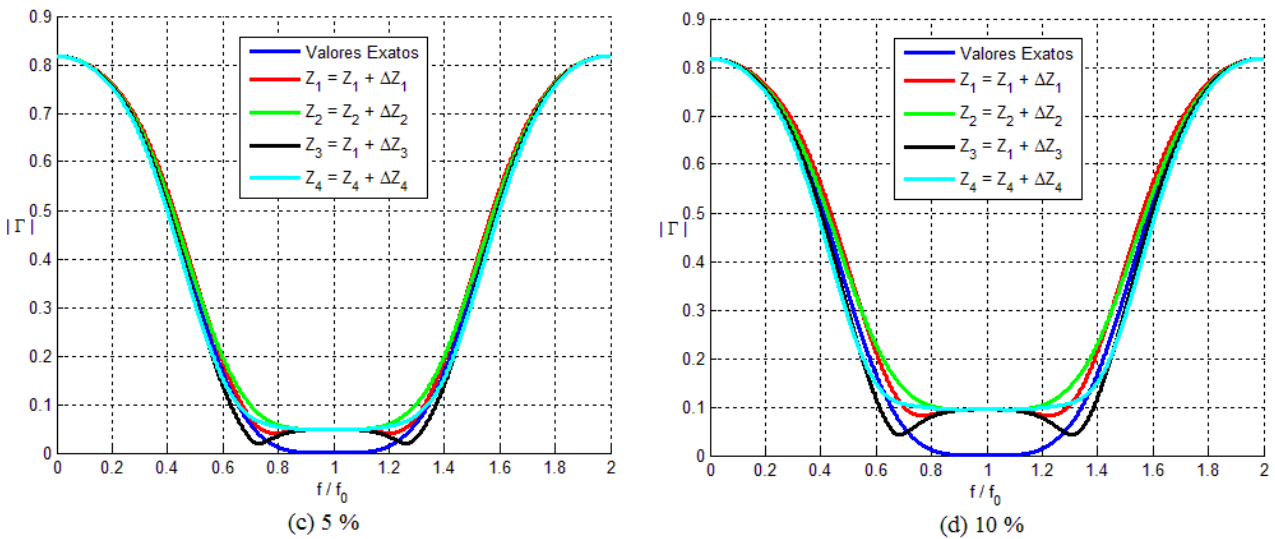 0.9
0.8
0.7
0.6
0.5
| Γ |
0.4
0.3
0.2
0.1
0
0 0.2 0.4 0.6 0.8 1 1.2 1.4 1.6 1.8 2
f / f₀
Valores Exatos
Z₁ = Z₁ + ΔZ₁
Z₂ = Z₂ + ΔZ₂
Z₃ = Z₁ + ΔZ₃
Z₄ = Z₄ + ΔZ₄
(c) 5 %
0.9
0.8
0.7
0.6
0.5
| Γ |
0.4
0.3
0.2
0.1
0
0 0.2 0.4 0.6 0.8 1 1.2 1.4 1.6 1.8 2
f / f₀
Valores Exatos
Z₁ = Z₁ + ΔZ₁
Z₂ = Z₂ + ΔZ₂
Z₃ = Z₁ + ΔZ₃
Z₄ = Z₄ + ΔZ₄
(d) 10 %